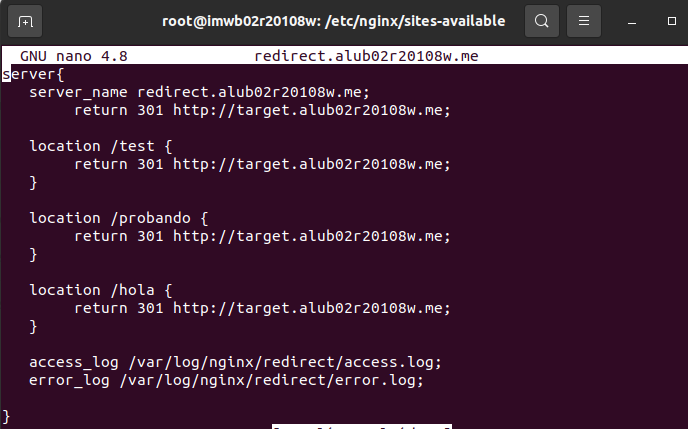 root@imwb02r20108w: /etc/nginx/sites-available
GNU nano 4.8 redirect.alub02r20108w.me
server{
server_name redirect.alub02r20108w.me;
return 301 http://target.alub02r20108w.me;
location /test {
return 301 http://target.alub02r20108w.me;
}
location /probando {
return 301 http://target.alub02r20108w.me;
}
location /hola {
return 301 http://target.alub02r20108w.me;
}
access_log /var/log/nginx/redirect/access.log;
error_log /var/log/nginx/redirect/error.log;
}